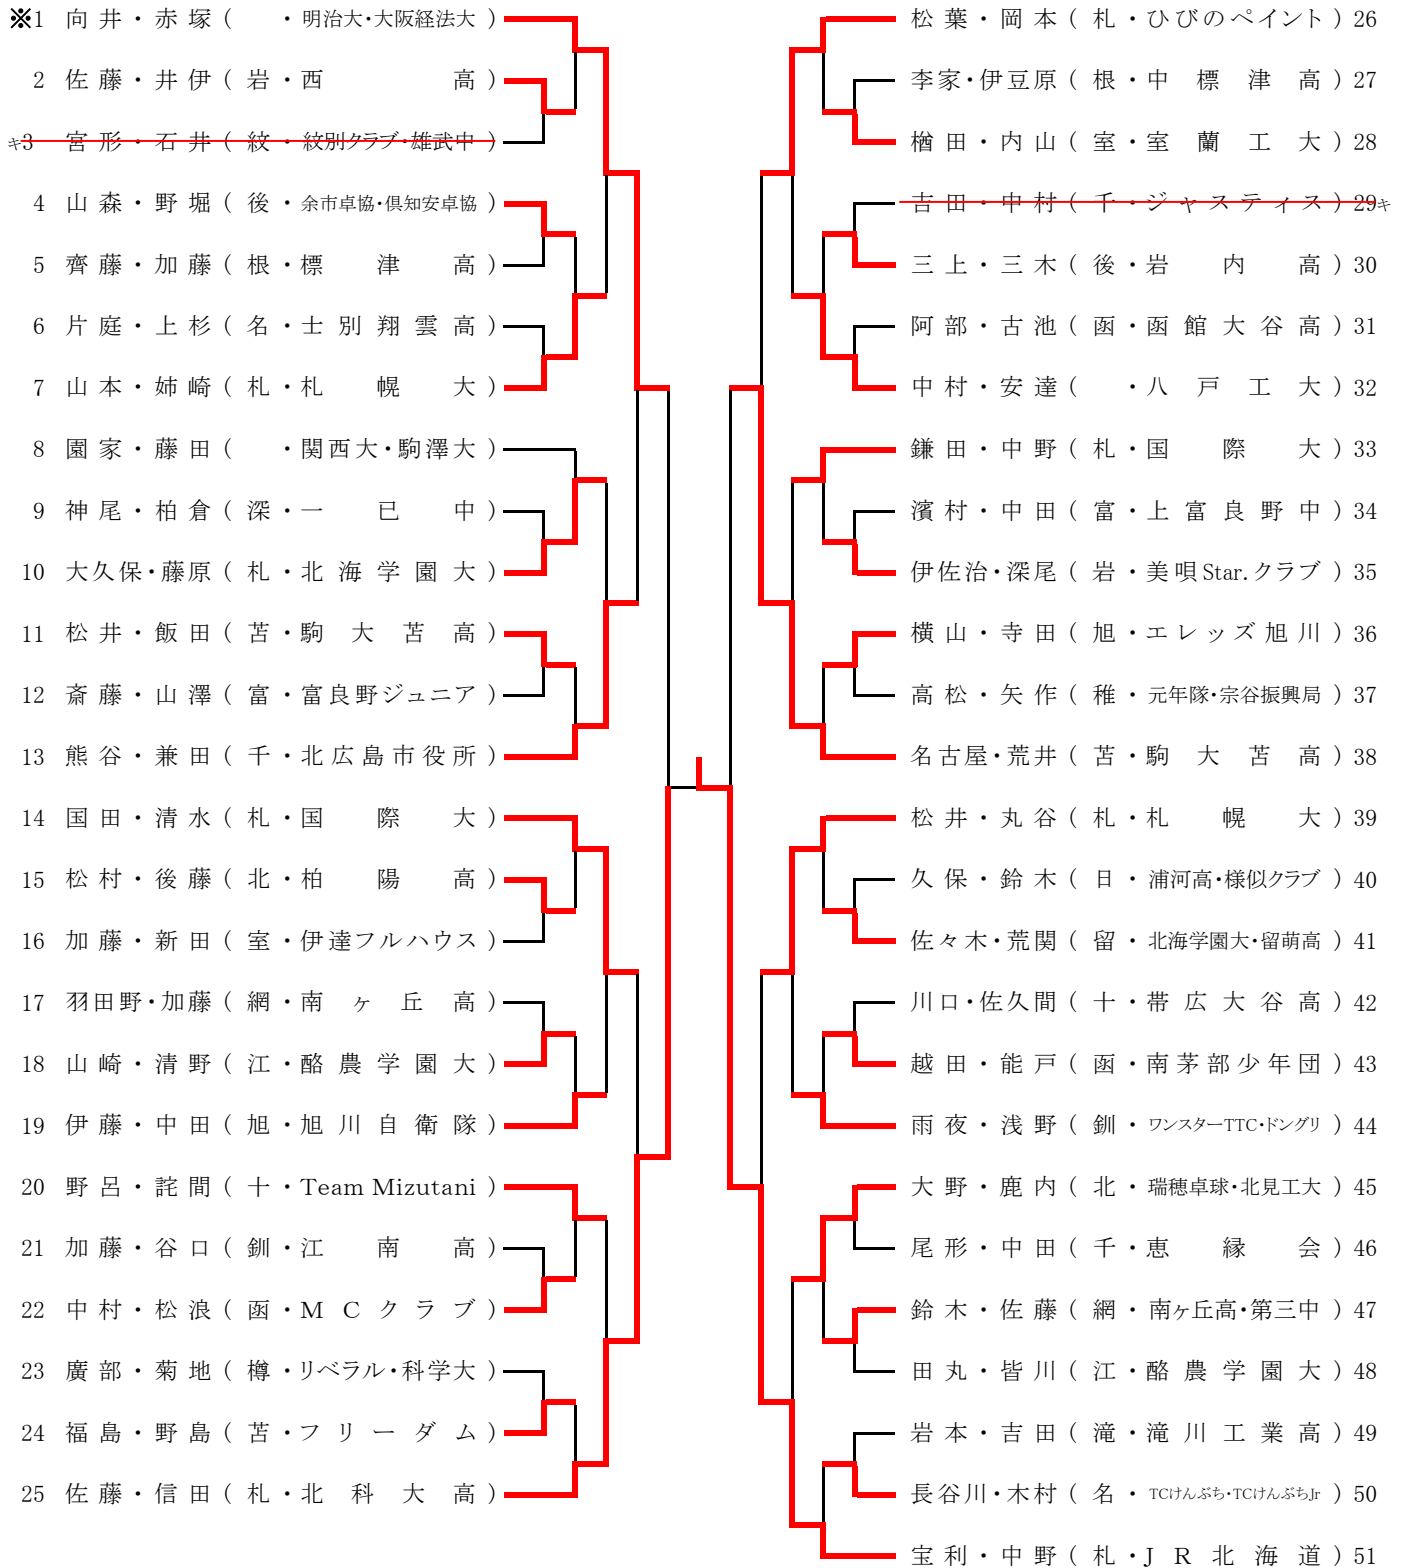 ※1 向井・赤塚 ( ・明治大・大阪経法大 )
2 佐藤・井伊 ( 岩・西高 )
キ3 宮形・石井 ( 紋・紋別クラブ・雄武中 )
4 山森・野堀 ( 後・余市卓協・倶知安卓協 )
5 齊藤・加藤 ( 根・標津高 )
6 片庭・上杉 ( 名・士別翔雲高 )
7 山本・姉崎 ( 札・札幌大 )
8 園家・藤田 ( ・関西大・駒澤大 )
9 神尾・柏倉 ( 深・一已中 )
10 大久保・藤原 ( 札・北海学園大 )
11 松井・飯田 ( 苫・駒大苫高 )
12 斎藤・山澤 ( 富・富良野ジュニア )
13 熊谷・兼田 ( 千・北広島市役所 )
14 国田・清水 ( 札・国際大 )
15 松村・後藤 ( 北・柏陽高 )
16 加藤・新田 ( 室・伊達フルハウス )
17 羽田野・加藤 ( 網・南ヶ丘高 )
18 山崎・清野 ( 江・酪農学園大 )
19 伊藤・中田 ( 旭・旭川自衛隊 )
20 野呂・詫間 ( 十・Team Mizutani )
21 加藤・谷口 ( 釧・江南高 )
22 中村・松浪 ( 函・MCクラブ )
23 廣部・菊地 ( 樽・リベラル・科学大 )
24 福島・野島 ( 苫・フリーダム )
25 佐藤・信田 ( 札・北科大高 )
松葉・岡本 ( 札・ひびのペイント ) 26
李家・伊豆原 ( 根・中標津高 ) 27
楢田・内山 ( 室・室蘭工大 ) 28
吉田・中村 ( 千・ジャスティス ) 29キ
三上・三木 ( 後・岩内高 ) 30
阿部・古池 ( 函・函館大谷高 ) 31
中村・安達 ( ・八戸工大 ) 32
鎌田・中野 ( 札・国際大 ) 33
濱村・中田 ( 富・上富良野中 ) 34
伊佐治・深尾 ( 岩・美唄Star.クラブ ) 35
横山・寺田 ( 旭・エレッズ旭川 ) 36
高松・矢作 ( 稚・元年隊・宗谷振興局 ) 37
名古屋・荒井 ( 苫・駒大苫高 ) 38
松井・丸谷 ( 札・札幌大 ) 39
久保・鈴木 ( 日・浦河高・様似クラブ ) 40
佐々木・荒関 ( 留・北海学園大・留萌高 ) 41
川口・佐久間 ( 十・帯広大谷高 ) 42
越田・能戸 ( 函・南茅部少年団 ) 43
雨夜・浅野 ( 釧・ワンスターTTC・ドングリ ) 44
大野・鹿内 ( 北・瑞穂卓球・北見工大 ) 45
尾形・中田 ( 千・恵縁会 ) 46
鈴木・佐藤 ( 網・南ヶ丘高・第三中 ) 47
田丸・皆川 ( 江・酪農学園大 ) 48
岩本・吉田 ( 滝・滝川工業高 ) 49
長谷川・木村 ( 名・TCけんぶち・TCけんぶちJr ) 50
宝利・中野 ( 札・JR北海道 ) 51